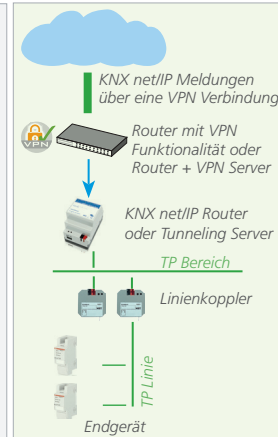 KNX net/IP Meldungen
über eine VPN Verbindung
VPN
Router mit VPN
Funktionalität oder
Router + VPN Server
KNX net/IP Router
oder Tunneling Server
TP Bereich
Linienkoppler
TP Linie
Endgerät